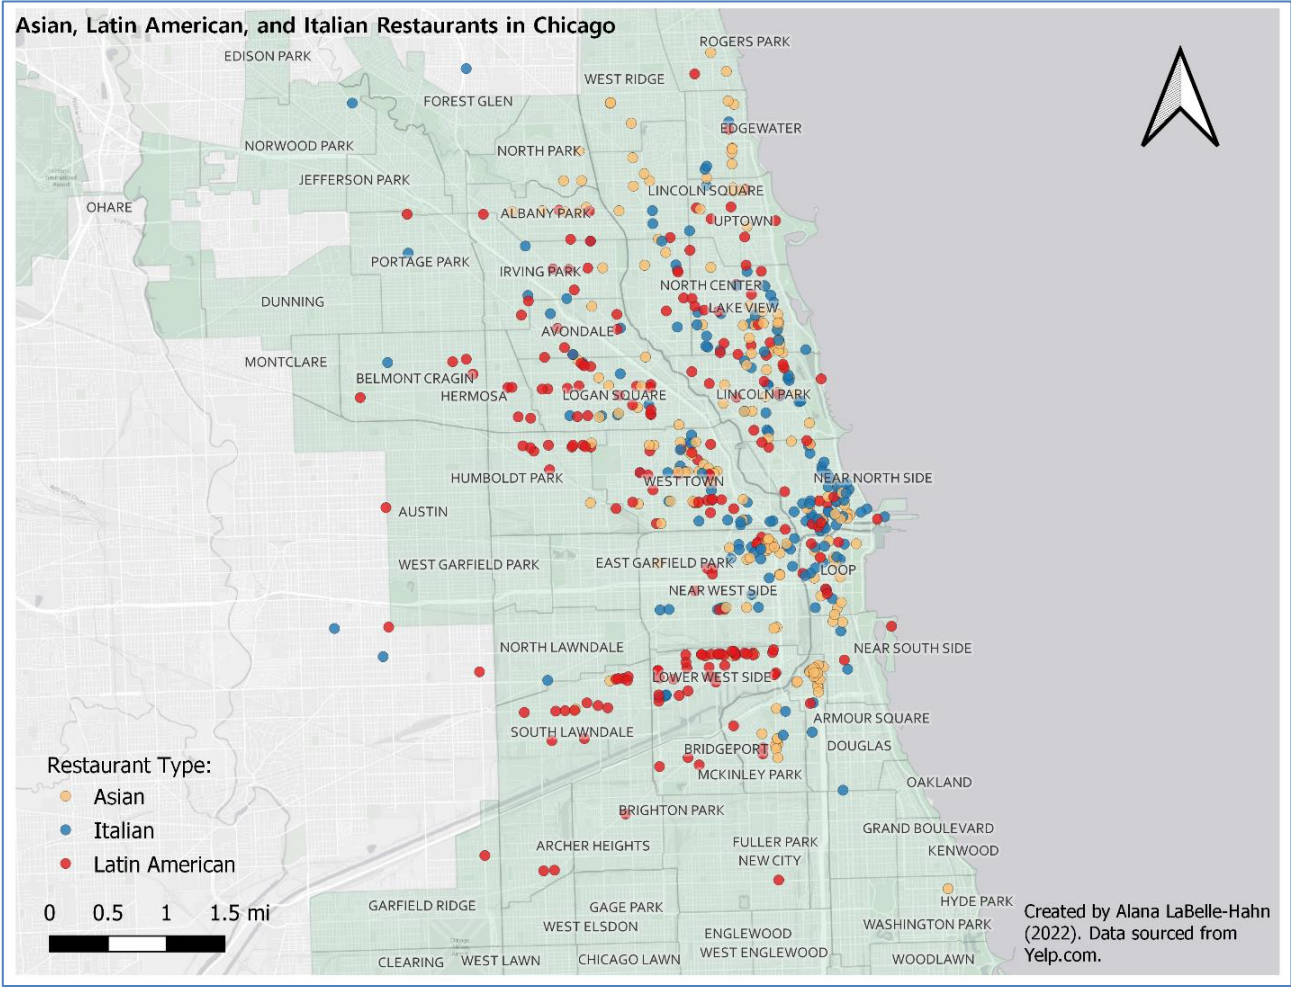 Asian, Latin American, and Italian Restaurants in Chicago
ROGERS PARK
EDISON PARK
WEST RIDGE
FOREST GLEN
EDGEWATER
NORWOOD PARK
NORTH PARK
JEFFERSON PARK
LINCOLN SQUARE
OHARE
ALBANY PARK
UPTOWN
PORTAGE PARK
IRVING PARK
NORTH CENTER
DUNNING
LAKE VIEW
AVONDALE
MONTCLARE
BELMONT CRAGIN
HERMOSA
LOGAN SQUARE
LINCOLN PARK
HUMBOLDT PARK
WEST TOWN
NEAR NORTH SIDE
AUSTIN
WEST GARFIELD PARK
EAST GARFIELD PARK
LOOP
NEAR WEST SIDE
NORTH LAWNDALE
NEAR SOUTH SIDE
LOWER WEST SIDE
ARMOUR SQUARE
SOUTH LAWNDALE
BRIDGEPORT
DOUGLAS
MCKINLEY PARK
OAKLAND
BRIGHTON PARK
GRAND BOULEVARD
ARCHER HEIGHTS
FULLER PARK
KENWOOD
NEW CITY
HYDE PARK
GARFIELD RIDGE
GAGE PARK
WEST ELSDON
WASHINGTON PARK
ENGLEWOOD
WEST ENGLEWOOD
CLEARING
WEST LAWN
CHICAGO LAWN
WOODLAWN
Restaurant Type:
Asian
Italian
Latin American
0 0.5 1 1.5 mi
Created by Alana LaBelle-Hahn
(2022). Data sourced from
Yelp.com.